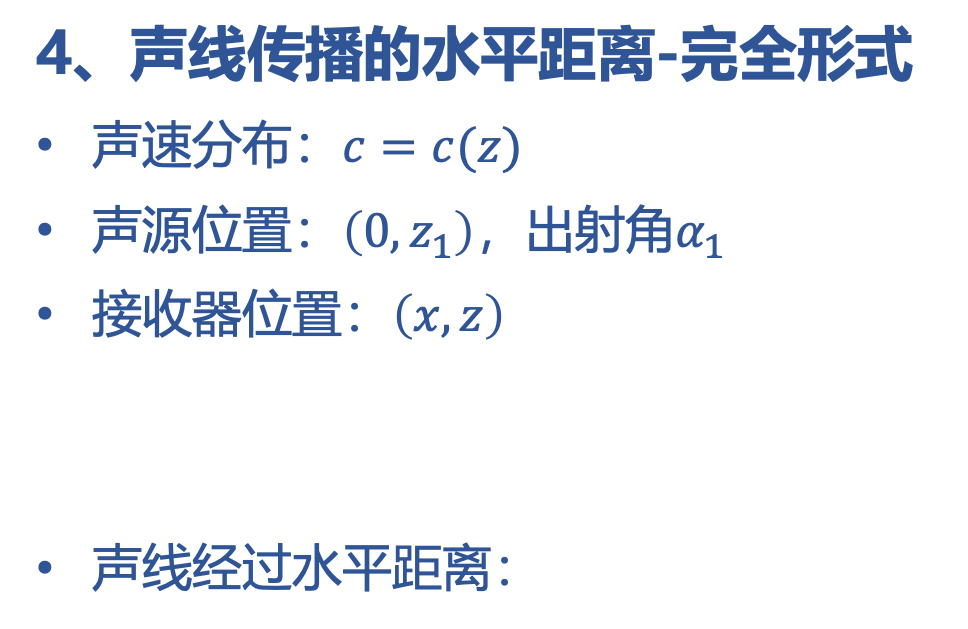 4、声线传播的水平距离-完全形式
• 声速分布：c = c(z)
• 声源位置：(0, z₁)，出射角α₁
• 接收器位置：(x, z)
• 声线经过水平距离：